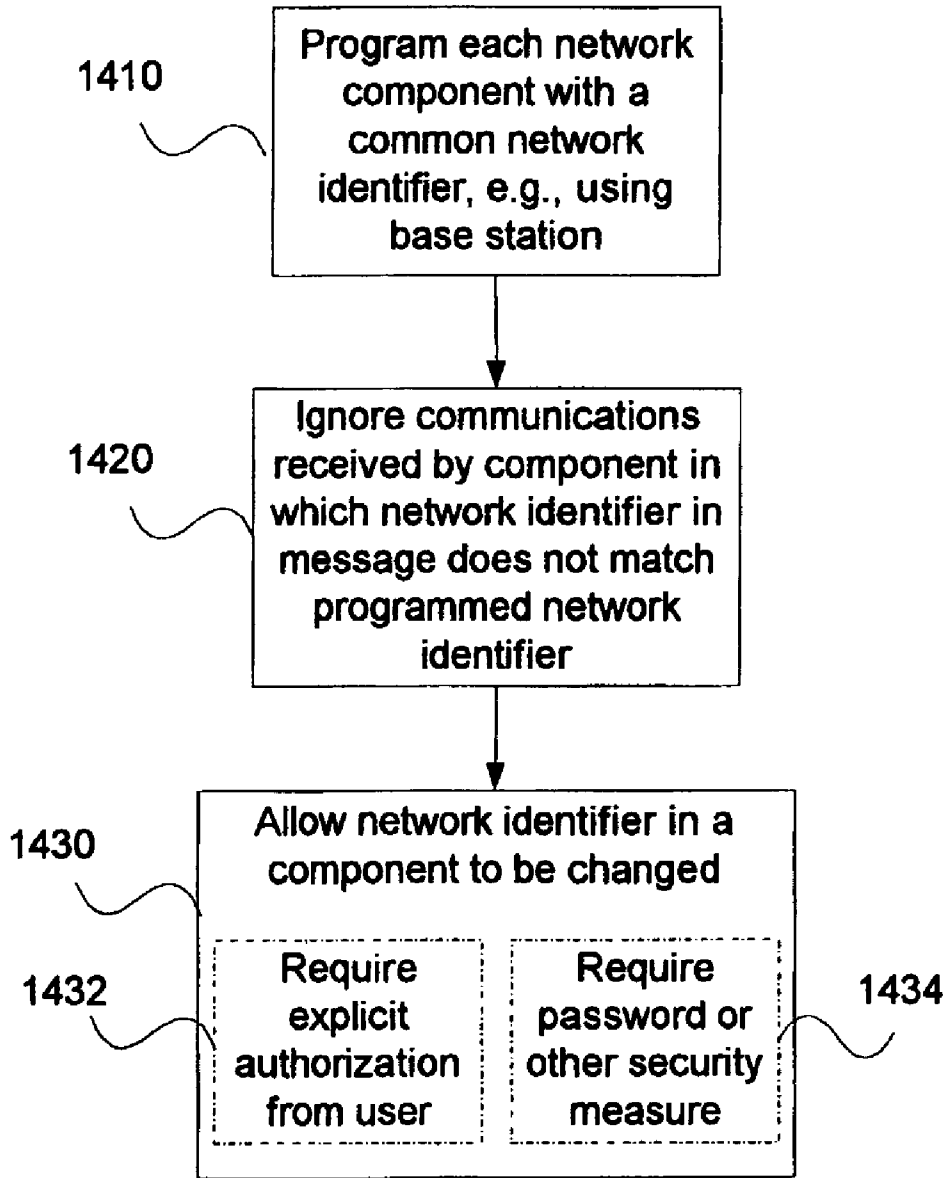 1410
Program each network
component with a
common network
identifier, e.g., using
base station
1420
Ignore communications
received by component in
which network identifier in
message does not match
programmed network
identifier
1430
Allow network identifier in a
component to be changed
1432
Require
explicit
authorization
from user
Require
password or
other security
measure
1434